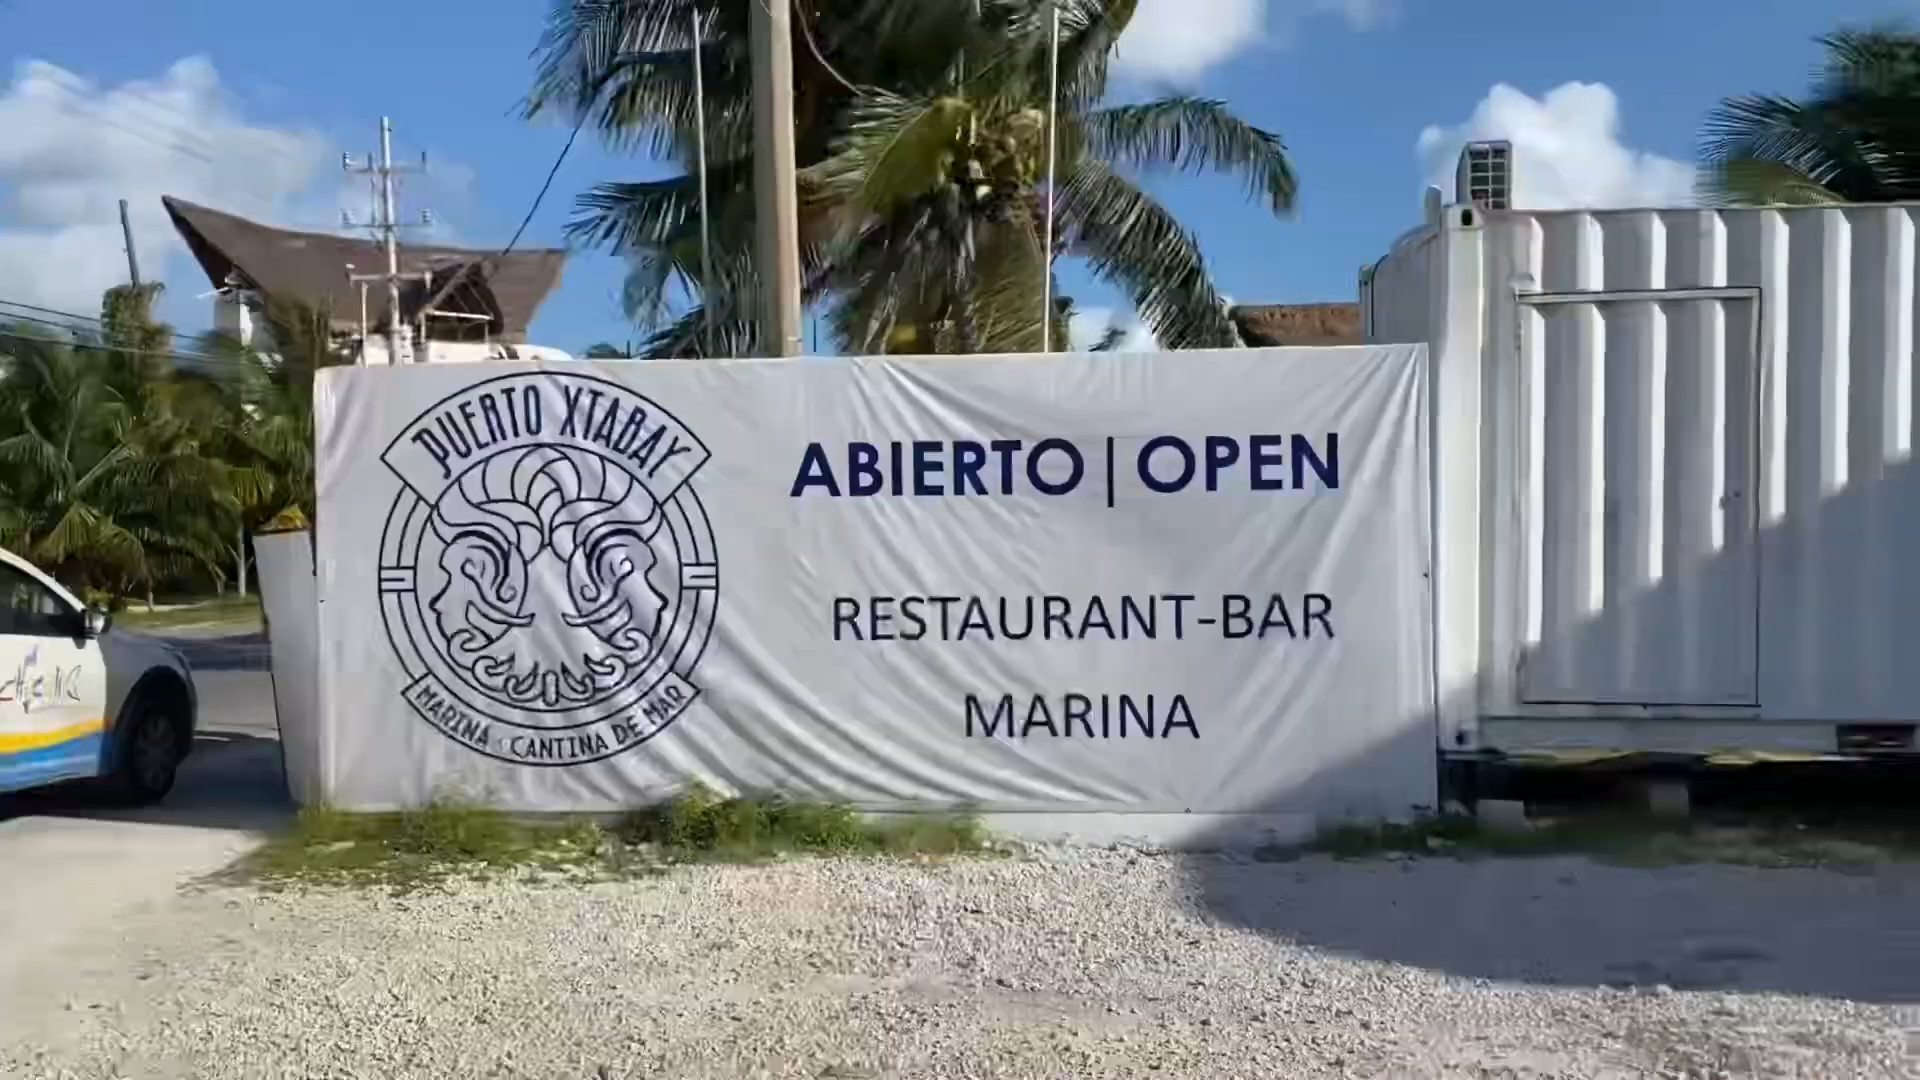 PUERTO XTABAY
MARINA - CANTINA DE MAR
ABIERTO | OPEN
RESTAURANT-BAR
MARINA